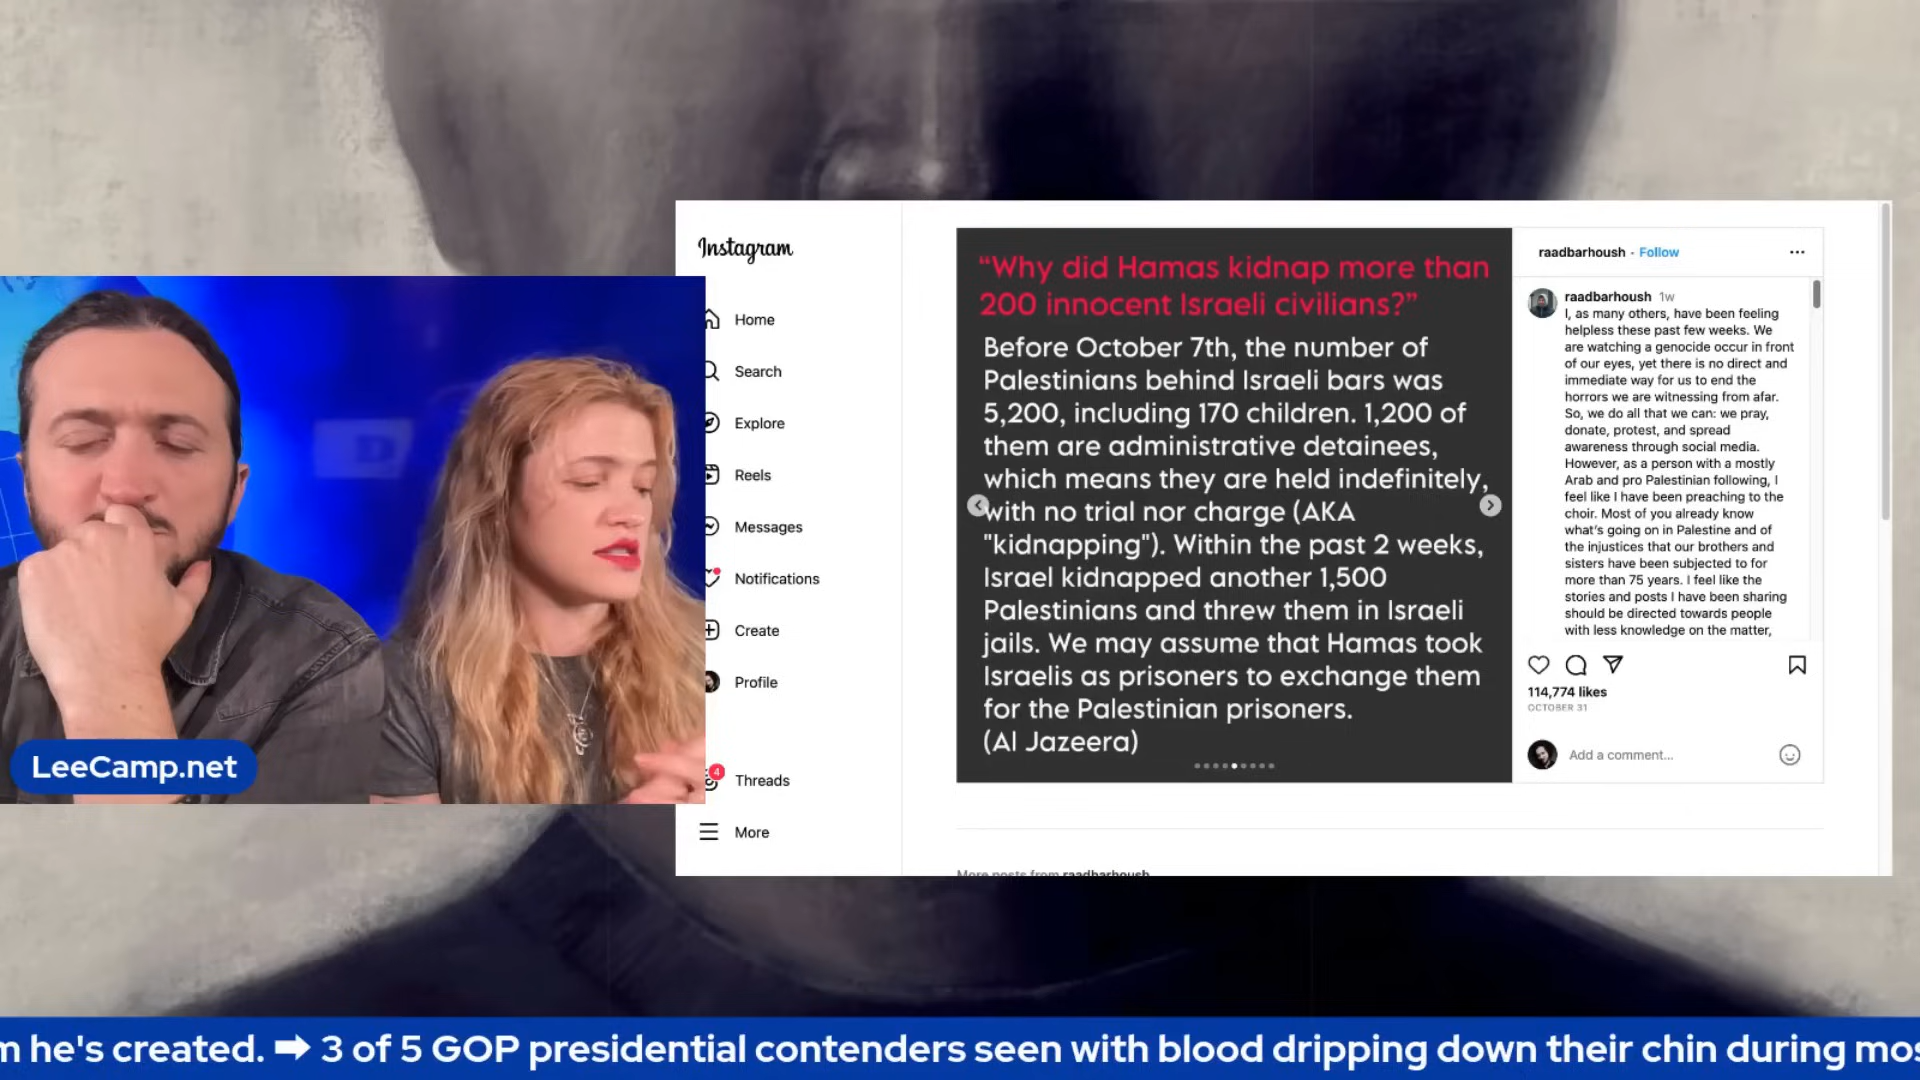 Instagram
Home
Search
Explore
Reels
Messages
Notifications
Create
Profile
4
Threads
More
“Why did Hamas kidnap more than
200 innocent Israeli civilians?”
Before October 7th, the number of
Palestinians behind Israeli bars was
5,200, including 170 children. 1,200 of
them are administrative detainees,
which means they are held indefinitely,
with no trial nor charge (AKA
"kidnapping"). Within the past 2 weeks,
Israel kidnapped another 1,500
Palestinians and threw them in Israeli
jails. We may assume that Hamas took
Israelis as prisoners to exchange them
for the Palestinian prisoners.
(Al Jazeera)
raadbarhoush · Follow
raadbarhoush 1w
I, as many others, have been feeling
helpless these past few weeks. We
are watching a genocide occur in front
of our eyes, yet there is no direct and
immediate way for us to end the
horrors we are witnessing from afar.
So, we do all that we can: we pray,
donate, protest, and spread
awareness through social media.
However, as a person with a mostly
Arab and pro Palestinian following, I
feel like I have been preaching to the
choir. Most of you already know
what's going on in Palestine and of
the injustices that our brothers and
sisters have been subjected to for
more than 75 years. I feel like the
stories and posts I have been sharing
should be directed towards people
with less knowledge on the matter,
114,774 likes
OCTOBER 31
Add a comment...
More posts from raadbarhoush
D
LeeCamp.net
m he's created. ➡ 3 of 5 GOP presidential contenders seen with blood dripping down their chin during mos